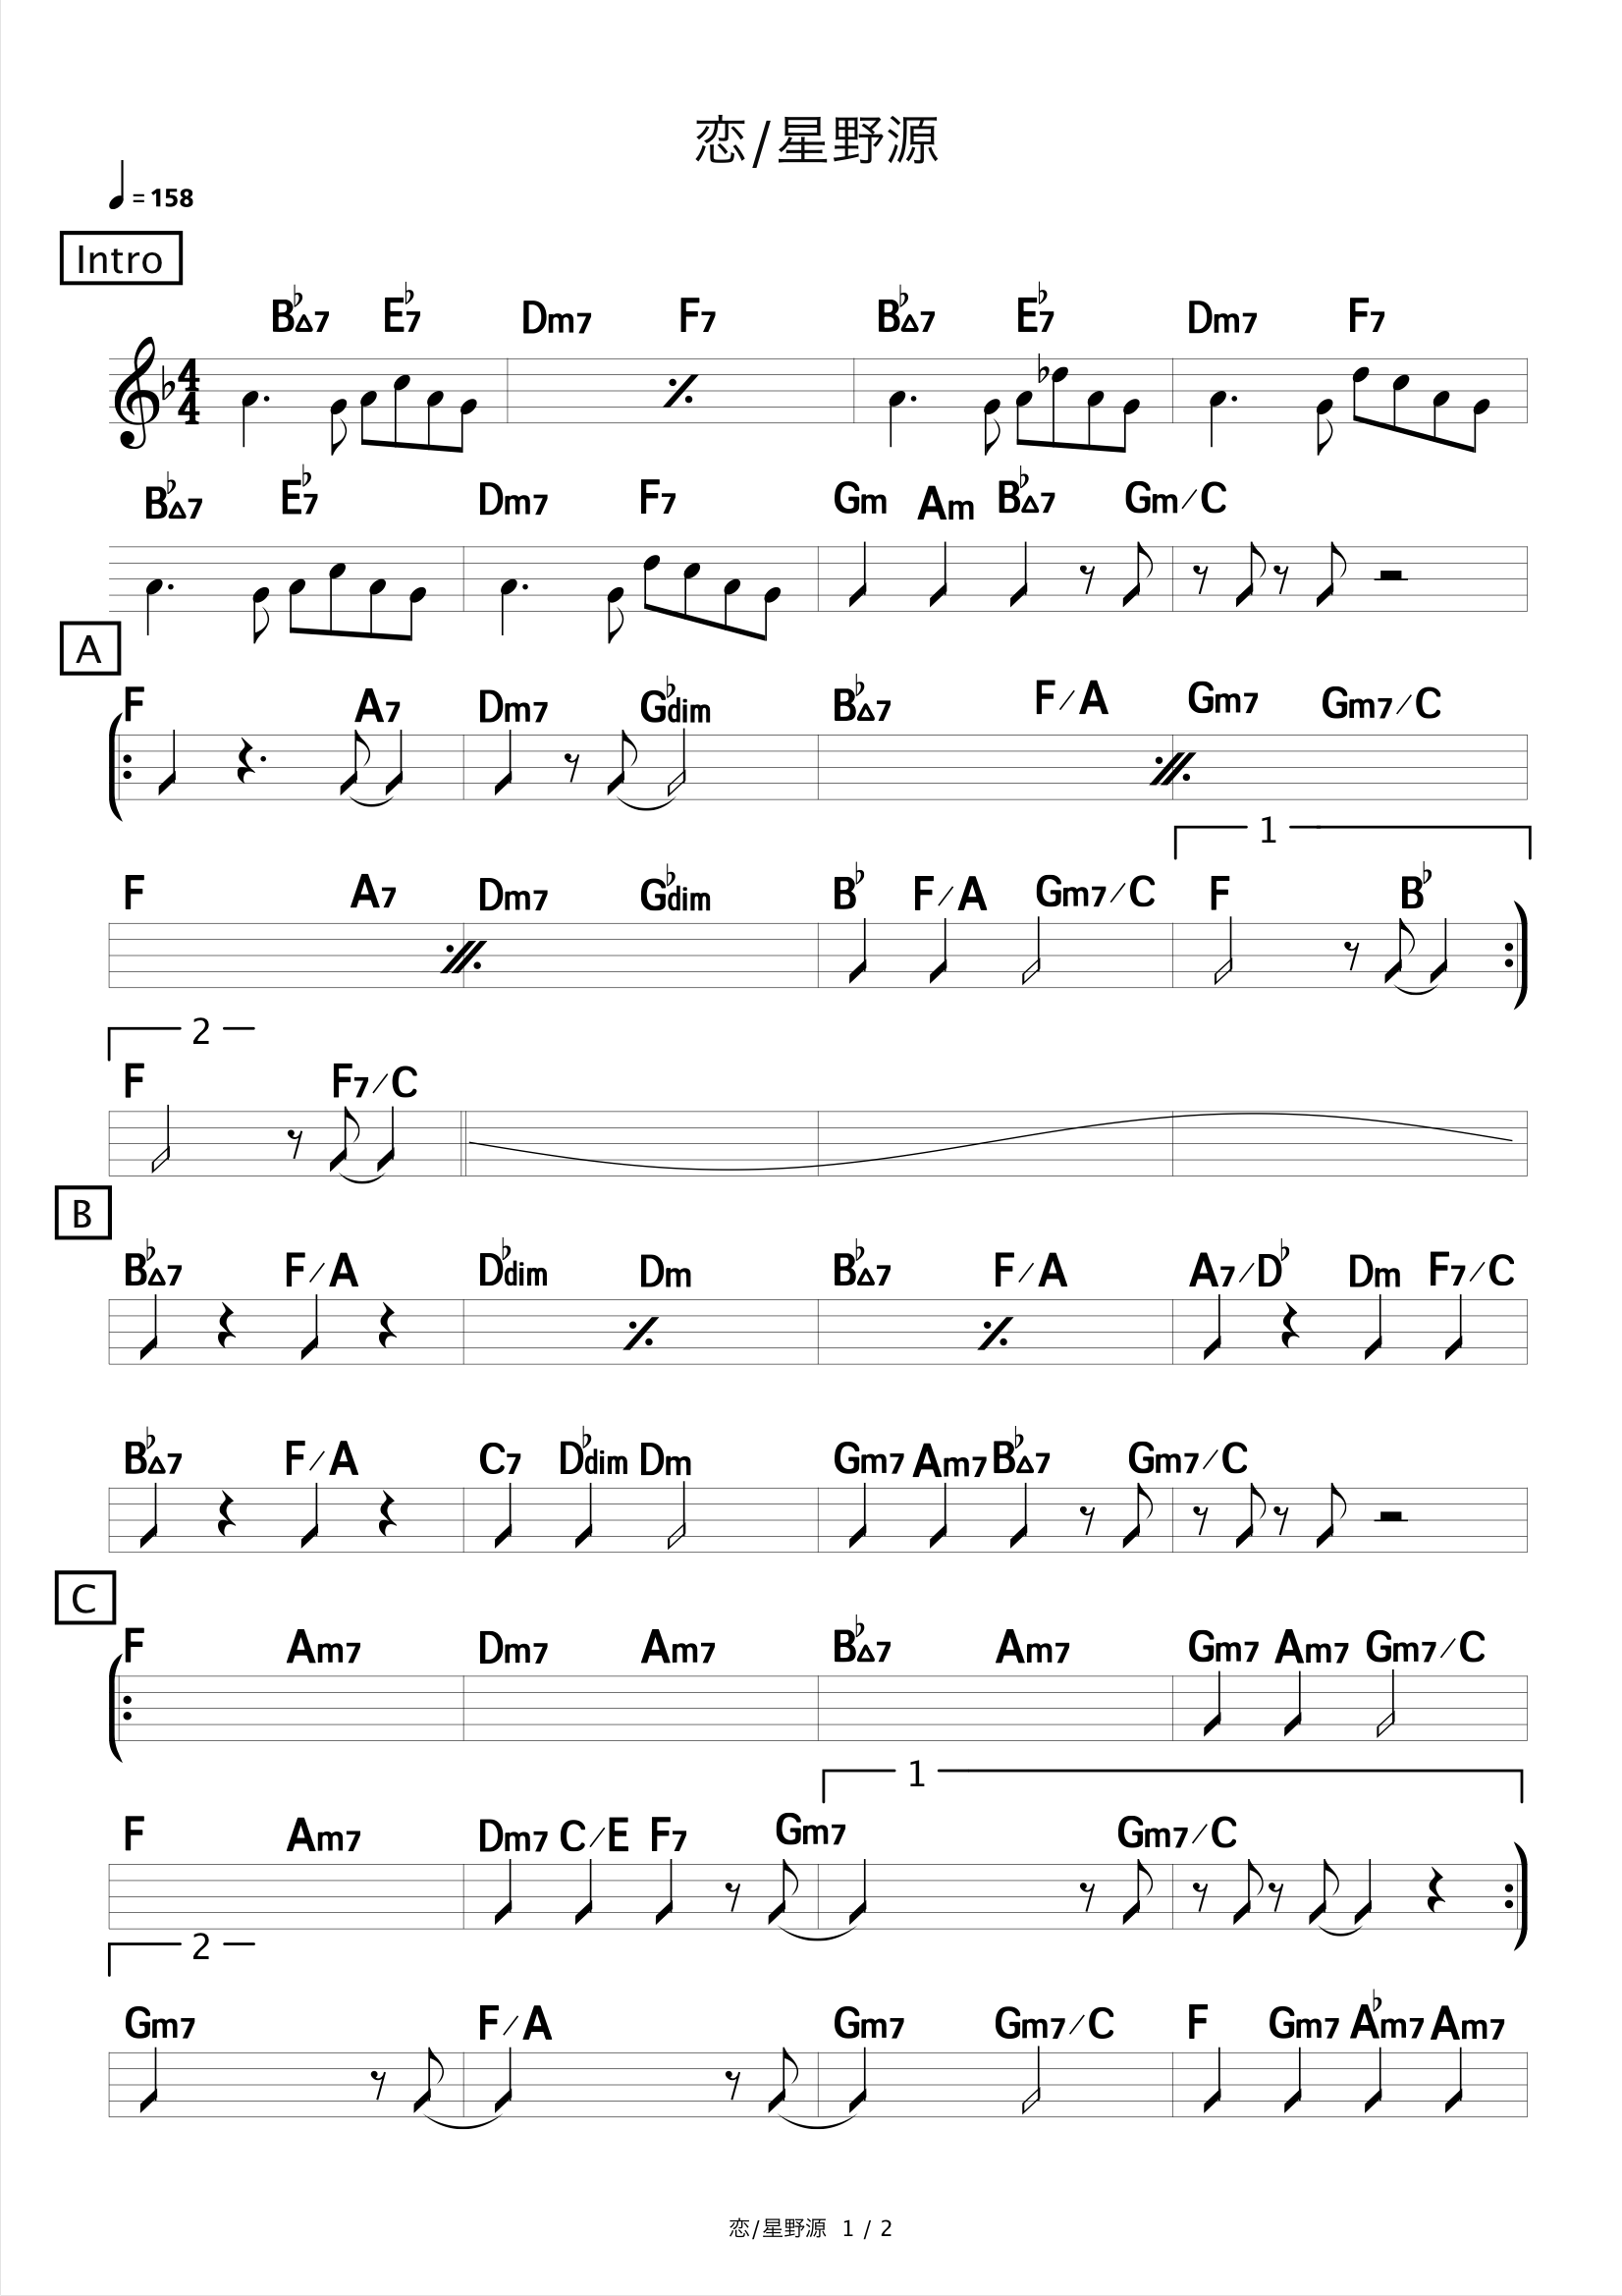 恋/星野源
♩ = 158
Intro
B♭△7 E♭7 Dm7 F7 B♭△7 E♭7 Dm7 F7
4/4
B♭△7 E♭7 Dm7 F7 Gm Am B♭△7 Gm/C
A
F A7 Dm7 G♭dim B♭△7 F/A Gm7 Gm7/C
1
F A7 Dm7 G♭dim B♭ F/A Gm7/C F B♭
2
F F7/C
B
B♭△7 F/A D♭dim Dm B♭△7 F/A A7/D♭ Dm F7/C
B♭△7 F/A C7 D♭dim Dm Gm7 Am7 B♭△7 Gm7/C
C
F Am7 Dm7 Am7 B♭△7 Am7 Gm7 Am7 Gm7/C
1
F Am7 Dm7 C/E F7 Gm7 Gm7/C
2
Gm7 F/A Gm7 Gm7/C F Gm7 A♭m7 Am7
恋/星野源 1 / 2